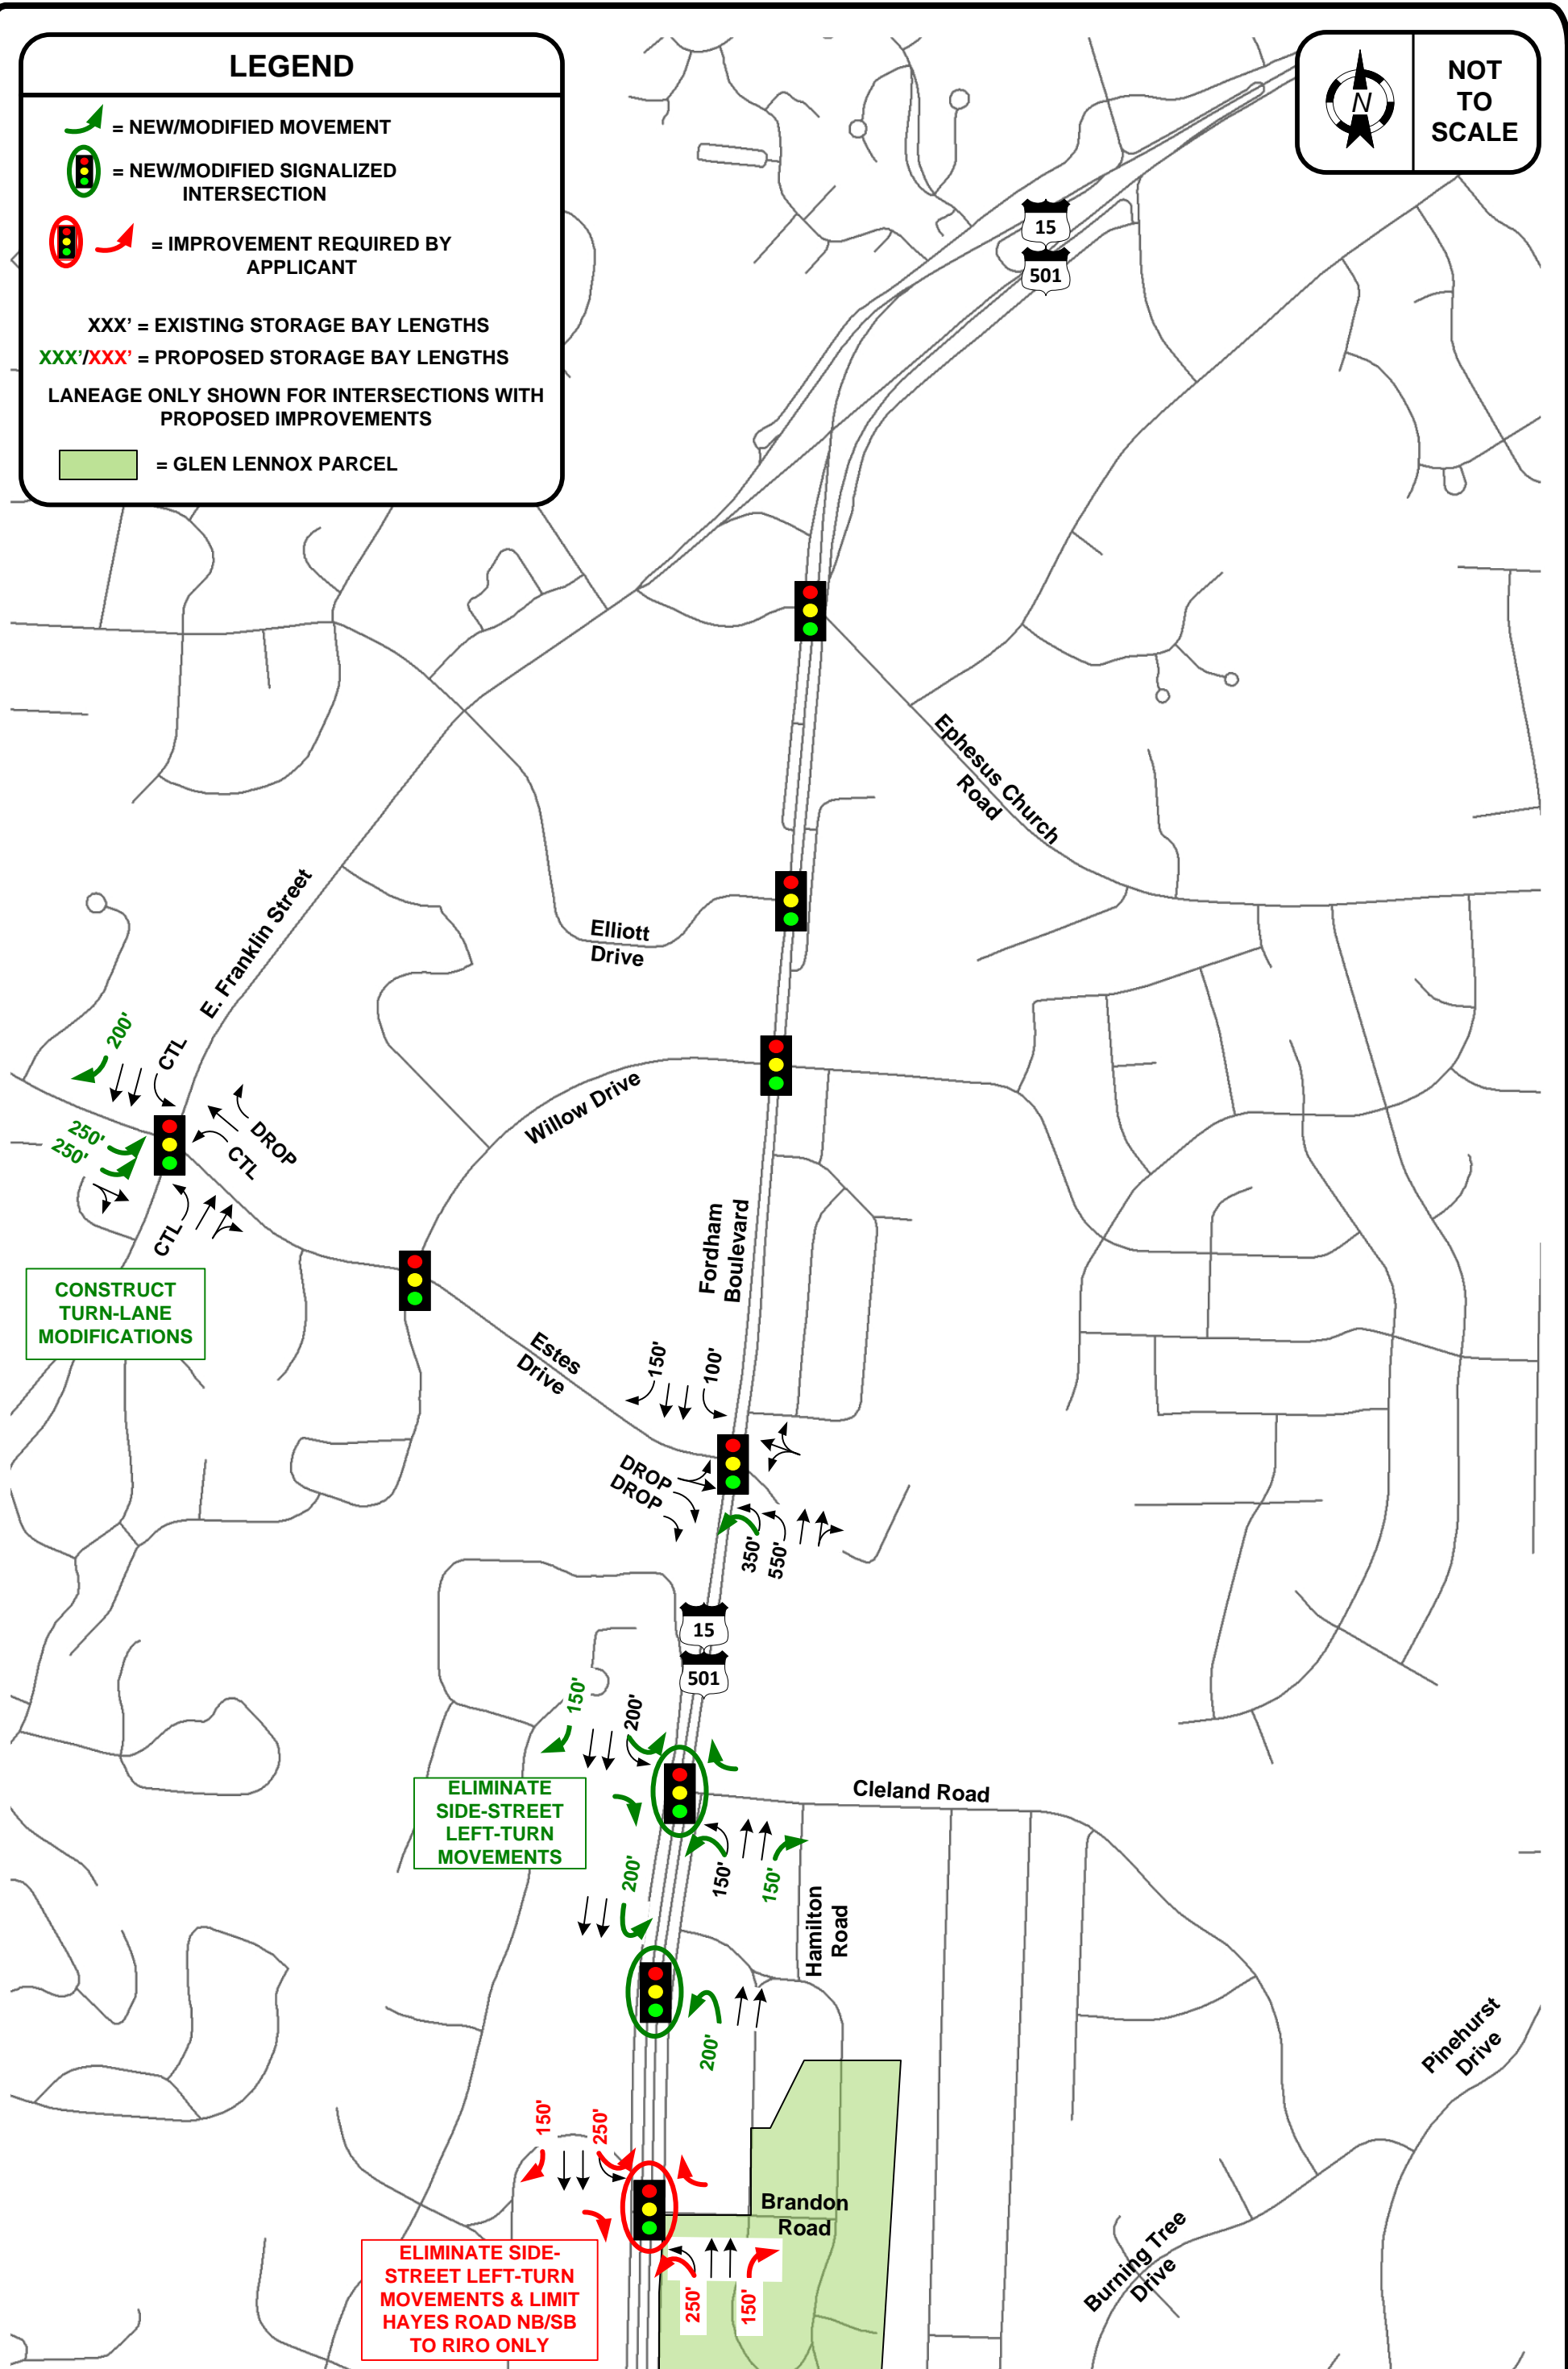 LEGEND
= NEW/MODIFIED MOVEMENT
= NEW/MODIFIED SIGNALIZED
INTERSECTION
= IMPROVEMENT REQUIRED BY
APPLICANT
XXX’ = EXISTING STORAGE BAY LENGTHS
XXX’/XXX’ = PROPOSED STORAGE BAY LENGTHS
LANEAGE ONLY SHOWN FOR INTERSECTIONS WITH
PROPOSED IMPROVEMENTS
= GLEN LENNOX PARCEL
N
NOT
TO
SCALE
15
501
Ephesus Church
Road
E. Franklin Street
Elliott
Drive
200'
CTL
Willow Drive
250'
250'
DROP
CTL
CTL
CONSTRUCT
TURN-LANE
MODIFICATIONS
Fordham
Boulevard
Estes
Drive
150'
100'
DROP
DROP
350'
550'
15
501
150'
200'
ELIMINATE
SIDE-STREET
LEFT-TURN
MOVEMENTS
Cleland Road
150'
150'
200'
Hamilton
Road
200'
Pinehurst
Drive
150'
250'
Brandon
Road
ELIMINATE SIDE-
STREET LEFT-TURN
MOVEMENTS & LIMIT
HAYES ROAD NB/SB
TO RIRO ONLY
250'
150'
Burning Tree
Drive